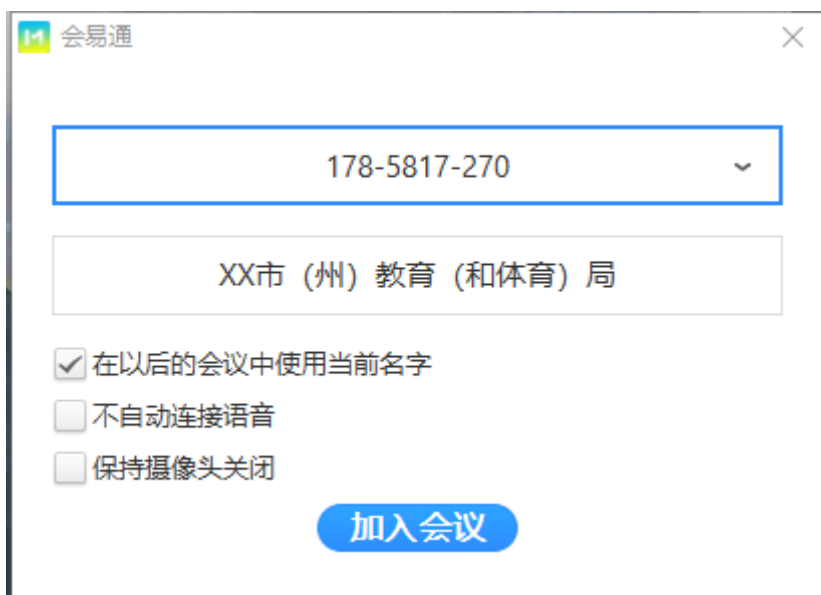 会易通
178-5817-270
XX市（州）教育（和体育）局
在以后的会议中使用当前名字
不自动连接语音
保持摄像头关闭
加入会议